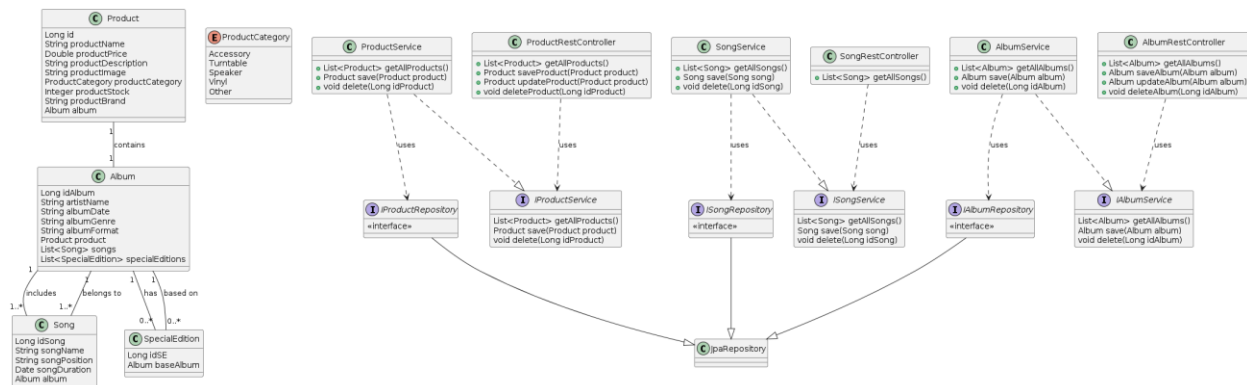 C Product
Long id
String productName
Double productPrice
String productDescription
String productImage
ProductCategory productCategory
Integer productStock
String productBrand
Album album
E ProductCategory
Accessory
Turntable
Speaker
Vinyl
Other
C ProductService
List<Product> getAllProducts()
Product save(Product product)
void delete(Long idProduct)
C ProductRestController
List<Product> getAllProducts()
Product saveProduct(Product product)
Product updateProduct(Product product)
void deleteProduct(Long idProduct)
C SongService
List<Song> getAllSongs()
Song save(Song song)
void delete(Long idSong)
C SongRestController
List<Song> getAllSongs()
C AlbumService
List<Album> getAllAlbums()
Album save(Album album)
void delete(Long idAlbum)
C AlbumRestController
List<Album> getAllAlbums()
Album saveAlbum(Album album)
Album updateAlbum(Album album)
void deleteAlbum(Long idAlbum)
1
contains
1
uses
uses
uses
uses
uses
uses
C Album
Long idAlbum
String artistName
String albumDate
String albumGenre
String albumFormat
Product product
List<Song> songs
List<SpecialEdition> specialEditions
I IProductRepository
«interface»
I IProductService
List<Product> getAllProducts()
Product save(Product product)
void delete(Long idProduct)
I ISongRepository
«interface»
I ISongService
List<Song> getAllSongs()
Song save(Song song)
void delete(Long idSong)
I IAlbumRepository
«interface»
I IAlbumService
List<Album> getAllAlbums()
Album save(Album album)
void delete(Long idAlbum)
1 1 1 1
includes belongs to has based on
1..* 1..* 0..* 0..*
C Song
Long idSong
String songName
String songPosition
Date songDuration
Album album
C SpecialEdition
Long idSE
Album baseAlbum
C JpaRepository